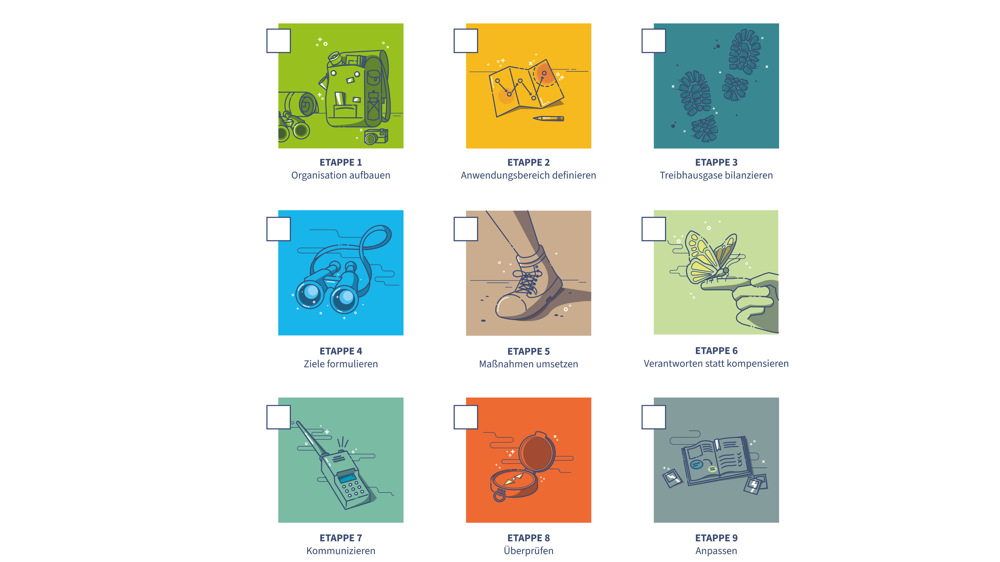 ETAPPE 1
Organisation aufbauen
ETAPPE 2
Anwendungsbereich definieren
ETAPPE 3
Treibhausgase bilanzieren
ETAPPE 4
Ziele formulieren
ETAPPE 5
Maßnahmen umsetzen
ETAPPE 6
Verantworten statt kompensieren
ETAPPE 7
Kommunizieren
ETAPPE 8
Überprüfen
ETAPPE 9
Anpassen